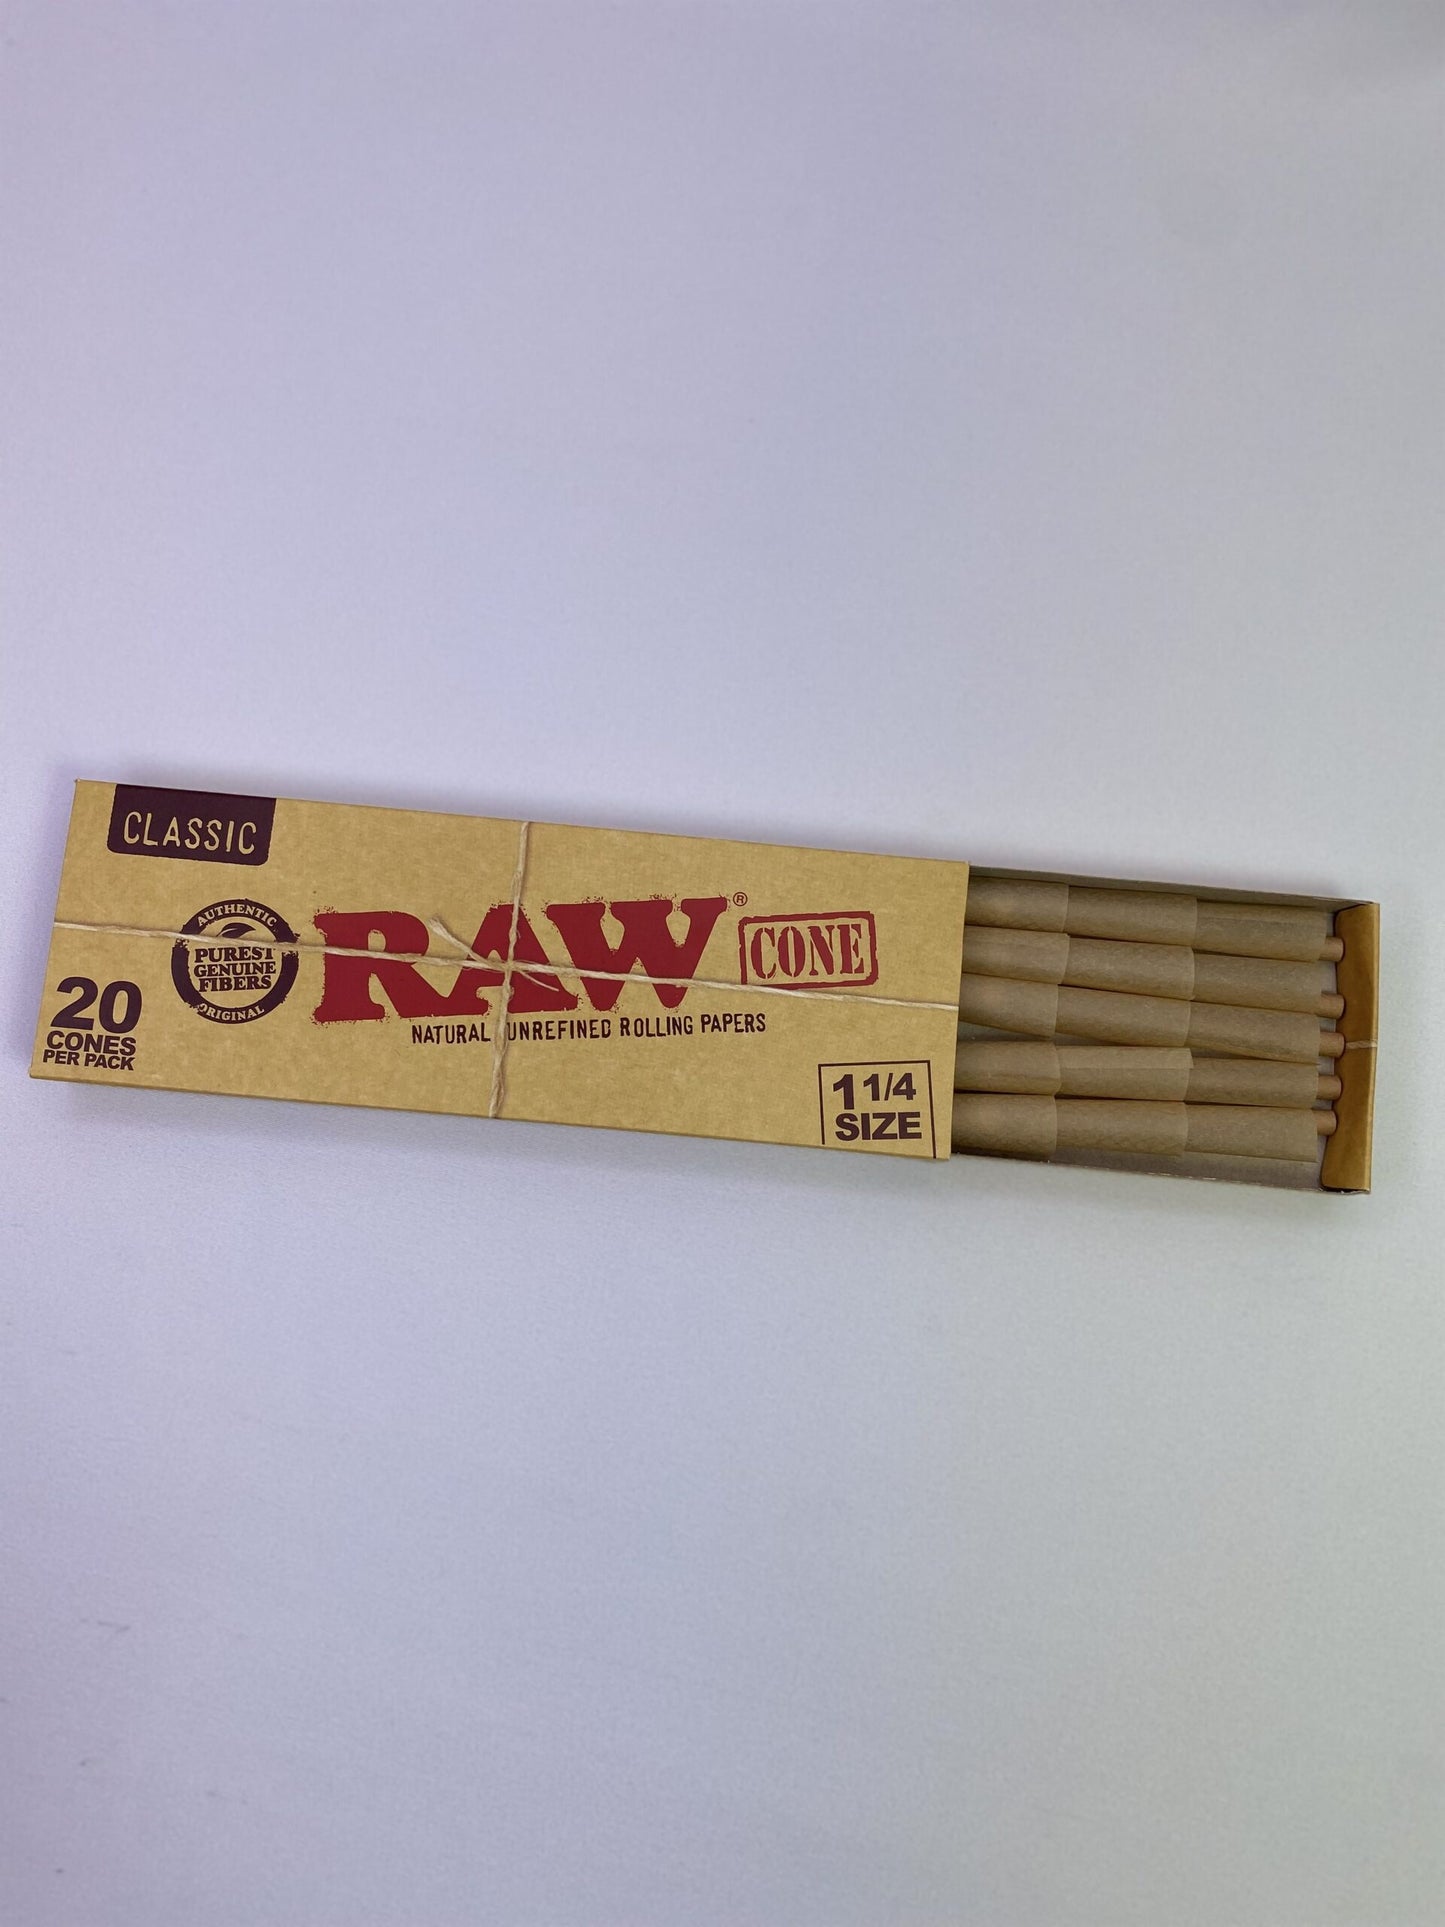 CLASSIC
AUTHENTIC
PUREST
GENUINE
FIBERS
ORIGINAL
RAW®
CONE
NATURAL UNREFINED ROLLING PAPERS
20
CONES
PER PACK
1 1/4
SIZE